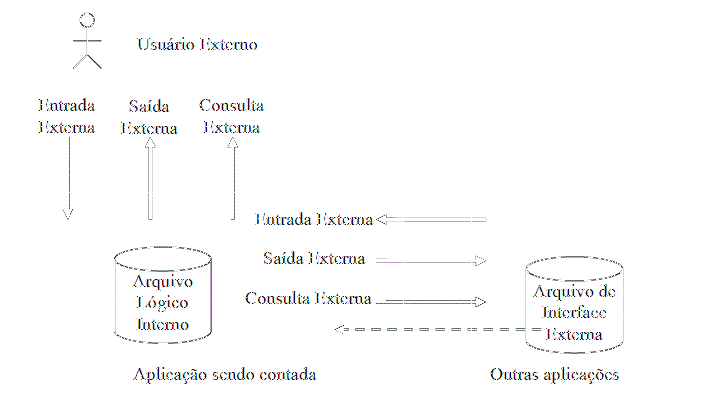 Usuário Externo
Entrada
Externa
Saída
Externa
Consulta
Externa
Entrada Externa
Saída Externa
Consulta Externa
Arquivo
Lógico
Interno
Arquivo de
Interface
Externa
Aplicação sendo contada
Outras aplicações